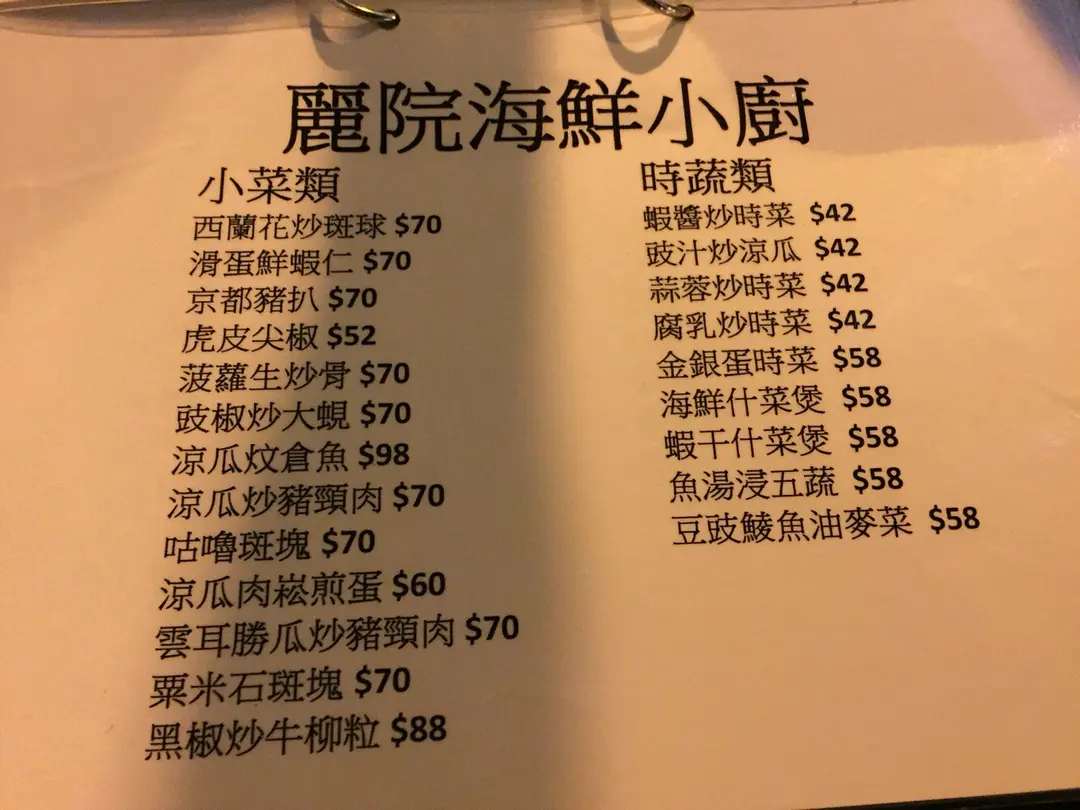 麗院海鮮小廚
小菜類
西蘭花炒斑球 $70
滑蛋鮮蝦仁 $70
京都豬扒 $70
虎皮尖椒 $52
菠蘿生炒骨 $70
豉椒炒大蜆 $70
涼瓜炆倉魚 $98
涼瓜炒豬頸肉 $70
咕嚕斑塊 $70
涼瓜肉崧煎蛋 $60
雲耳勝瓜炒豬頸肉 $70
粟米石斑塊 $70
黑椒炒牛柳粒 $88
時蔬類
蝦醬炒時菜 $42
豉汁炒涼瓜 $42
蒜蓉炒時菜 $42
腐乳炒時菜 $42
金銀蛋時菜 $58
海鮮什菜煲 $58
蝦干什菜煲 $58
魚湯浸五蔬 $58
豆豉鯪魚油麥菜 $58